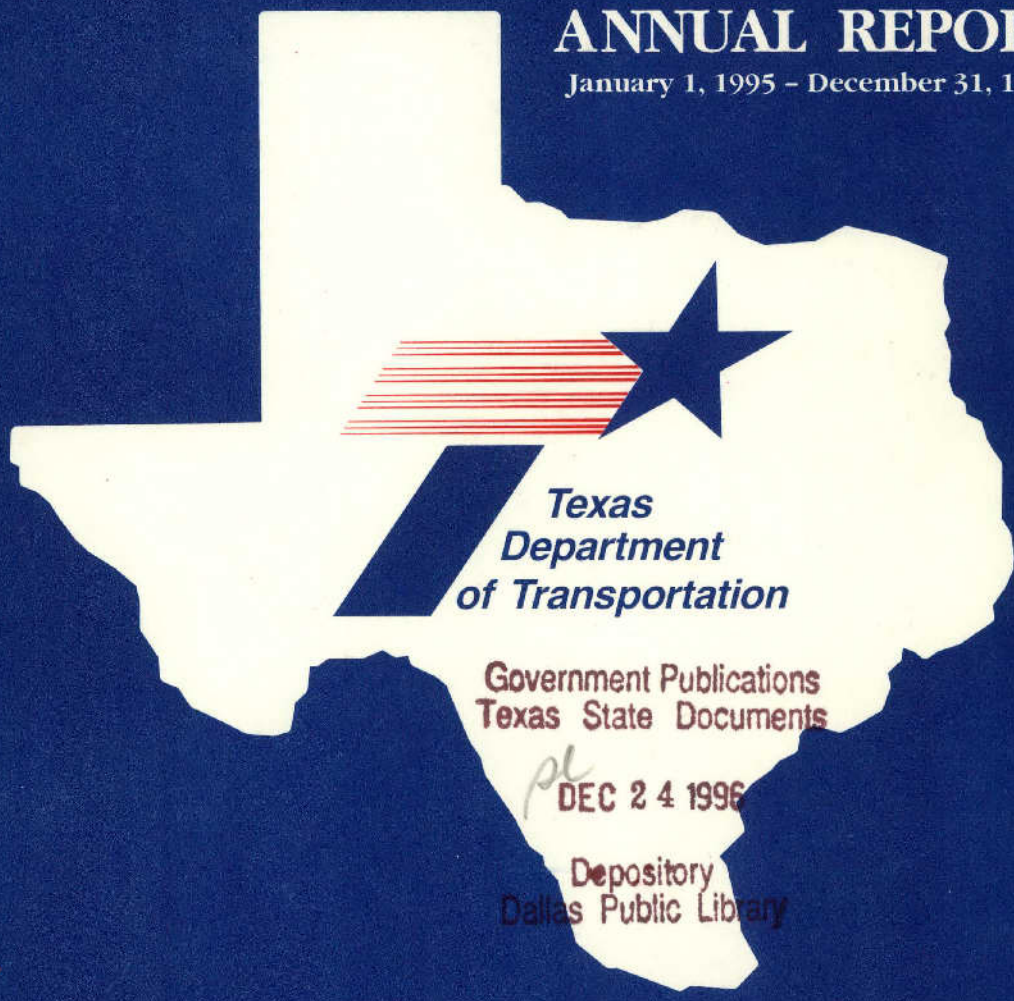 ANNUAL REPO
January 1, 1995 – December 31, 1
Texas
Department
of Transportation
Government Publications
Texas State Documents
pl
DEC 24 1996
Depository
Dallas Public Library